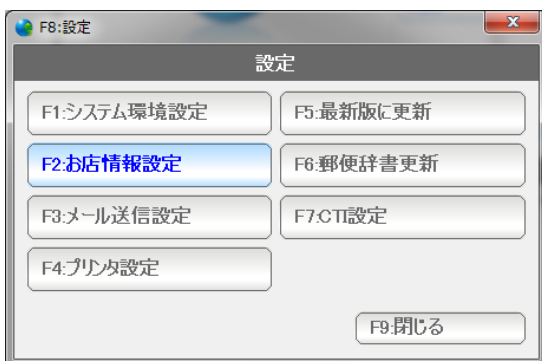 F8:設定
設定
F1:システム環境設定
F5:最新版に更新
F2:お店情報設定
F6:郵便辞書更新
F3:メール送信設定
F7:CTI設定
F4:プリンタ設定
F9:閉じる